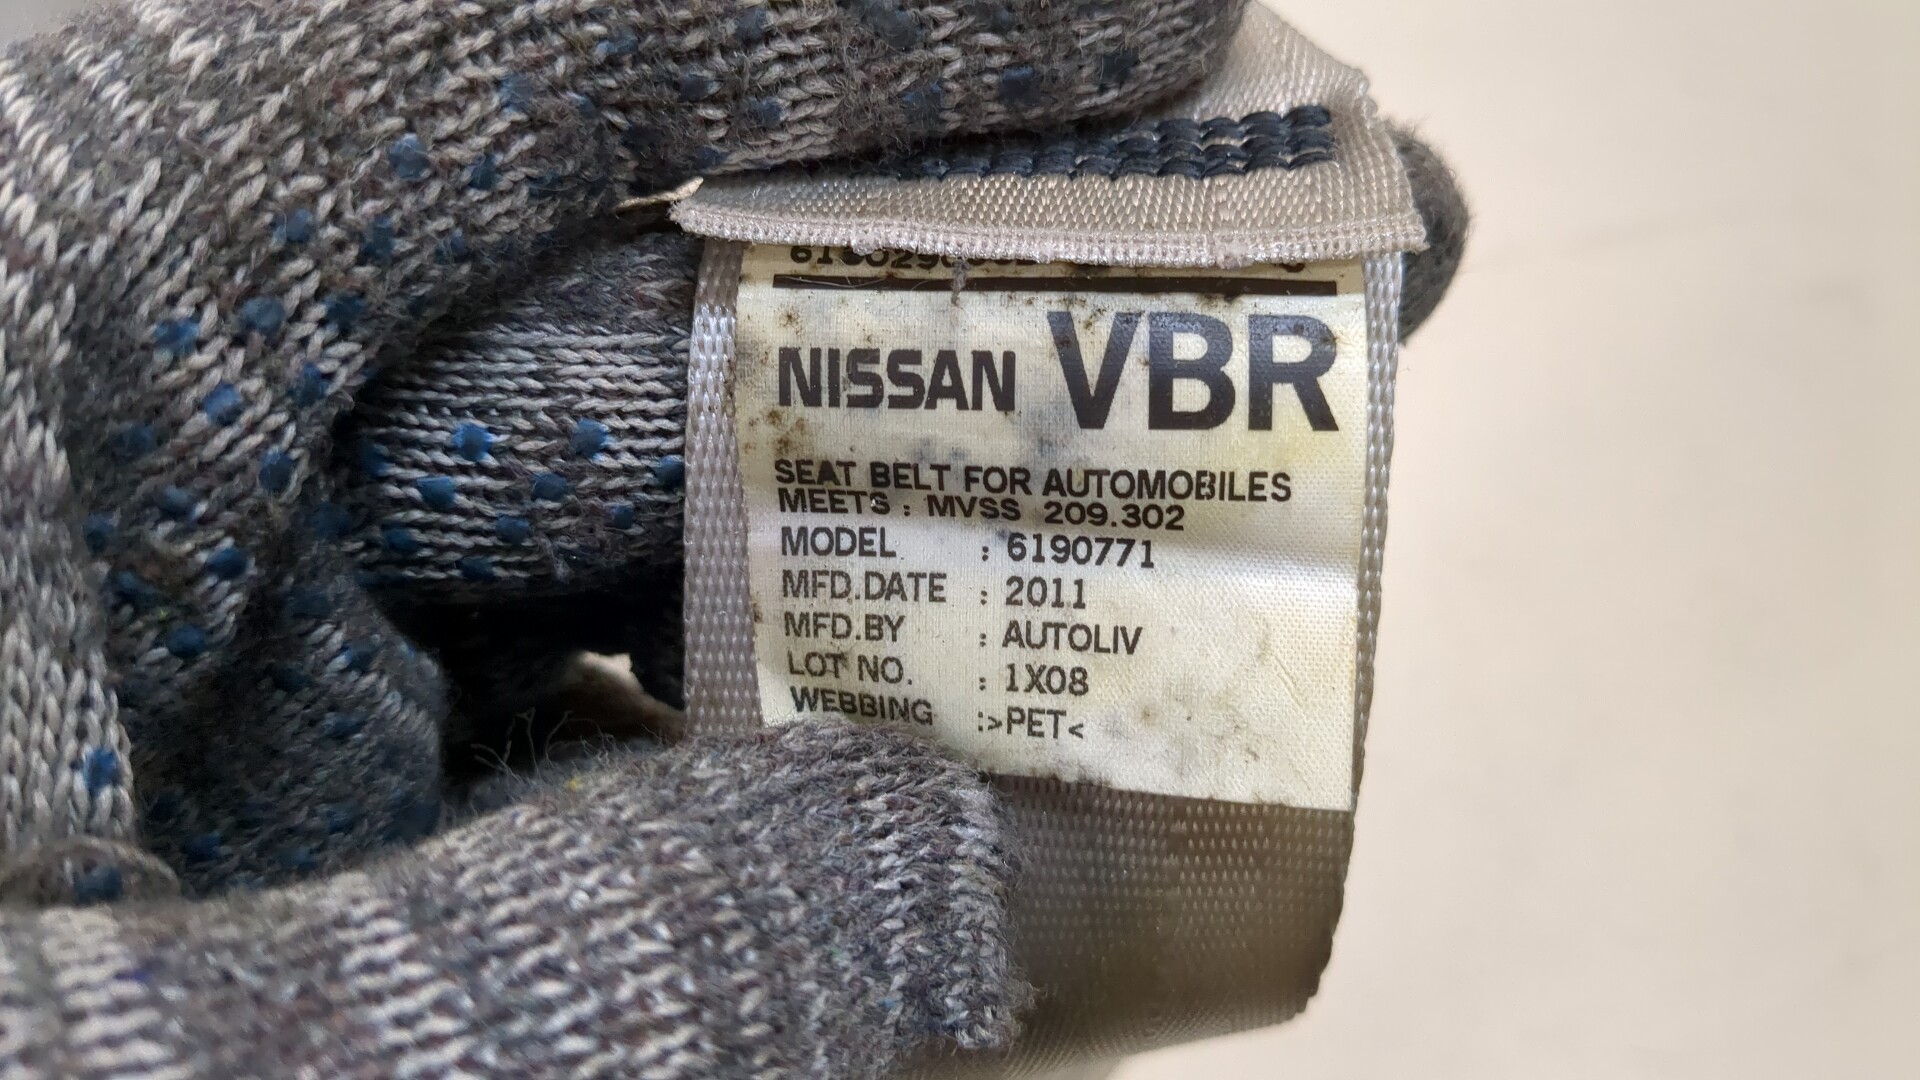 NISSAN VBR
SEAT BELT FOR AUTOMOBILES
MEETS : MVSS 209.302
MODEL : 6190771
MFD.DATE : 2011
MFD.BY : AUTOLIV
LOT NO. : 1X08
WEBBING :>PET<